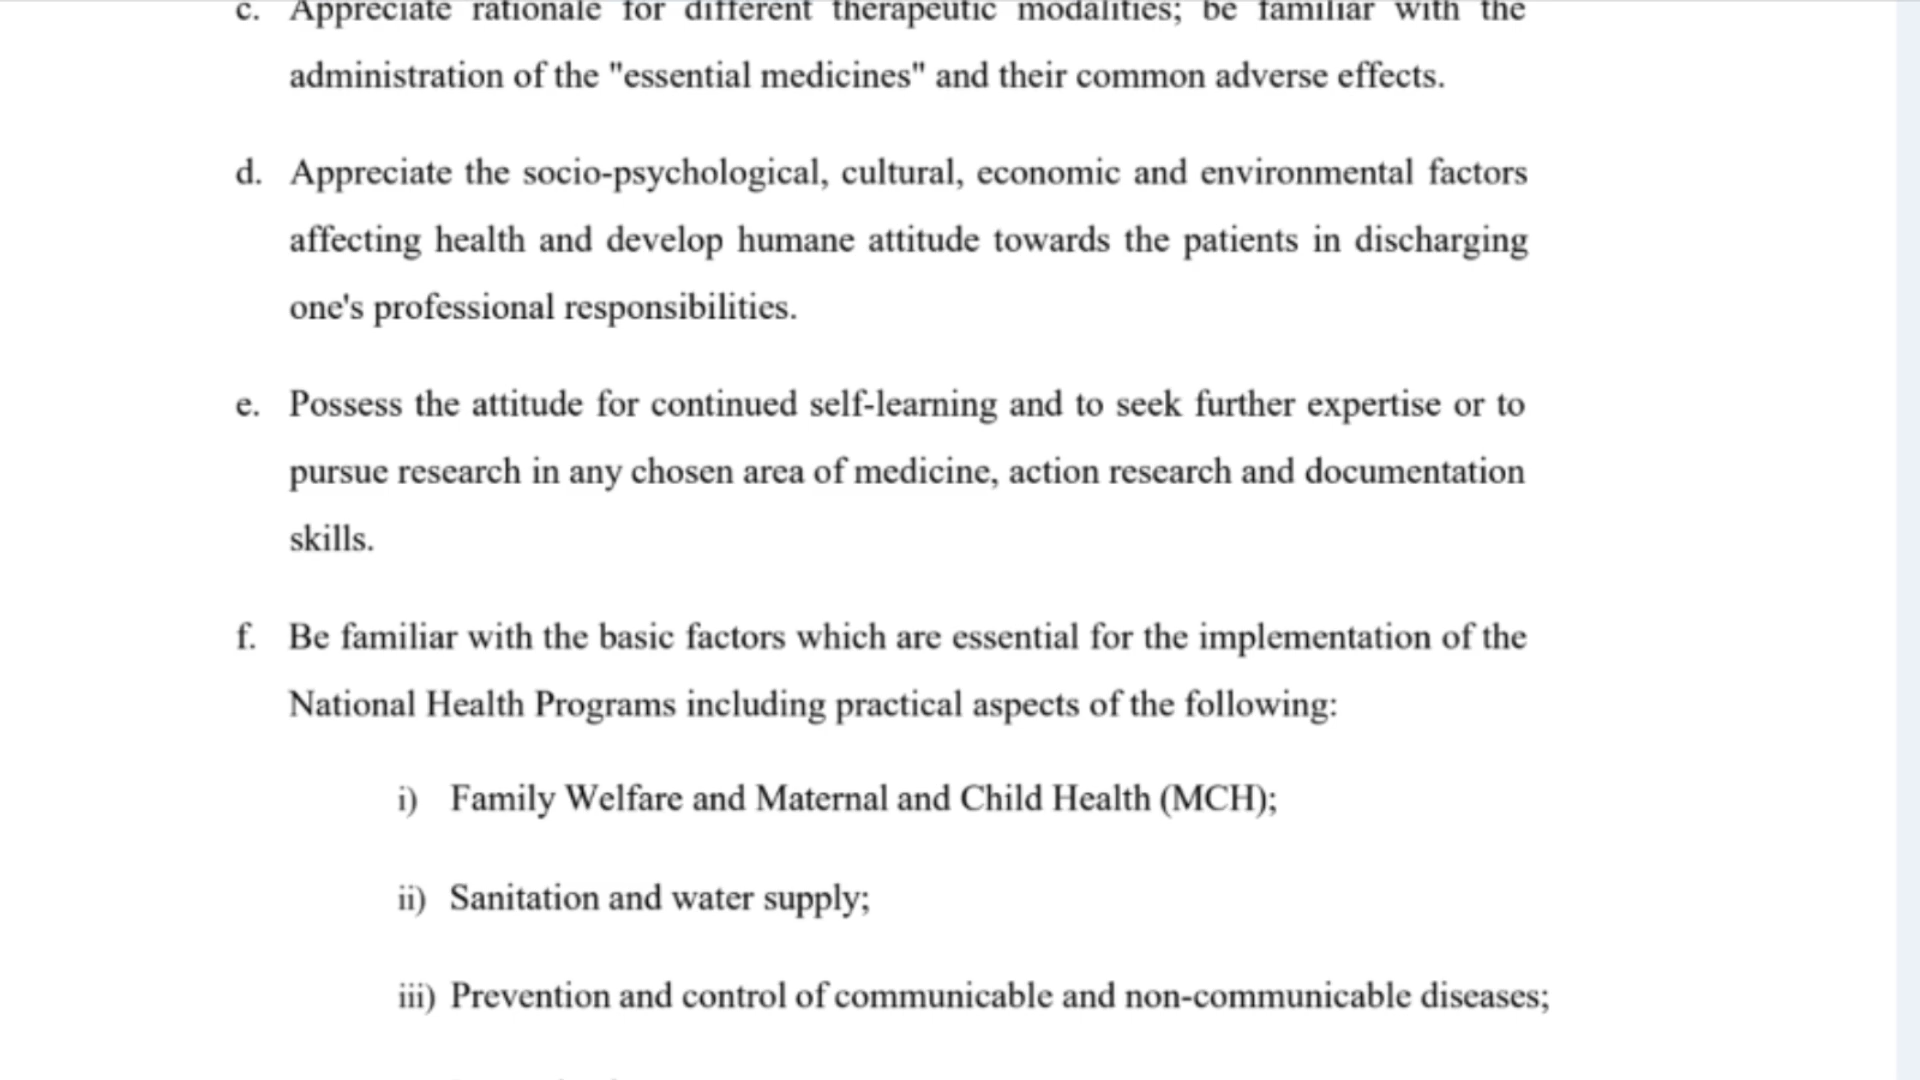 c. Appreciate rationale for different therapeutic modalities; be familiar with the
administration of the "essential medicines" and their common adverse effects.
d. Appreciate the socio-psychological, cultural, economic and environmental factors
affecting health and develop humane attitude towards the patients in discharging
one's professional responsibilities.
e. Possess the attitude for continued self-learning and to seek further expertise or to
pursue research in any chosen area of medicine, action research and documentation
skills.
f. Be familiar with the basic factors which are essential for the implementation of the
National Health Programs including practical aspects of the following:
i) Family Welfare and Maternal and Child Health (MCH);
ii) Sanitation and water supply;
iii) Prevention and control of communicable and non-communicable diseases;